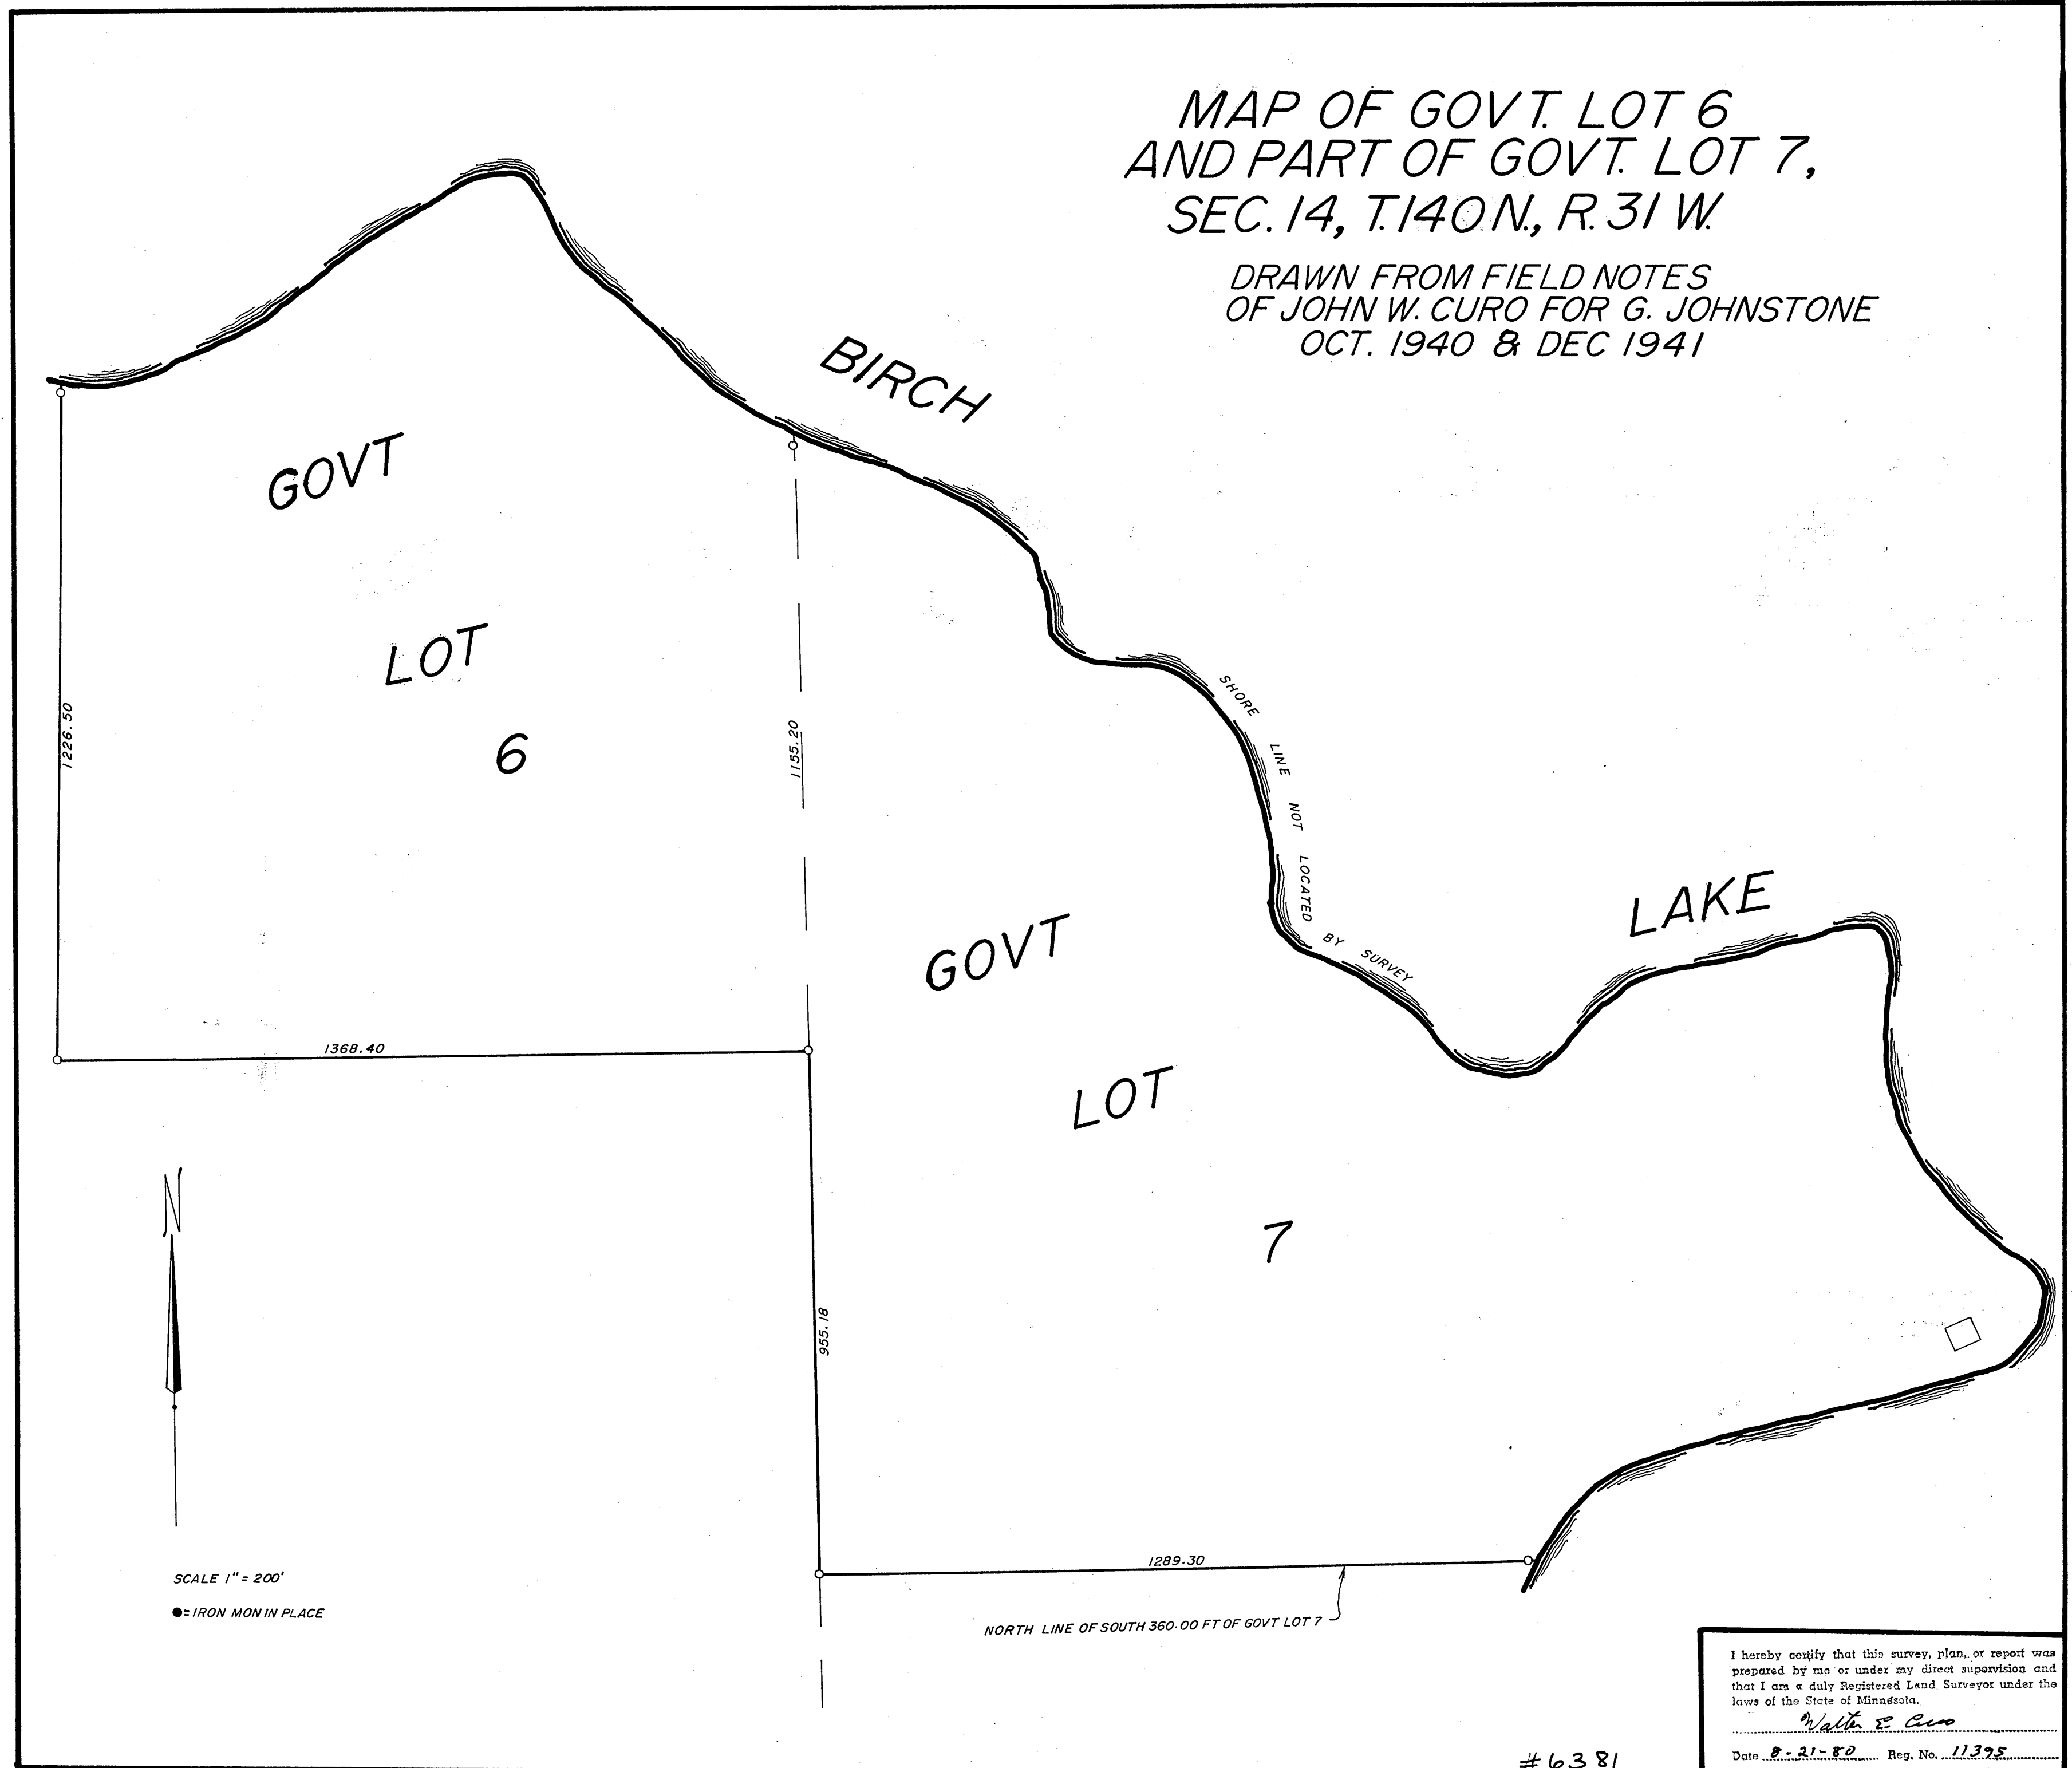 MAP OF GOVT. LOT 6
AND PART OF GOVT. LOT 7,
SEC. 14, T.140N., R. 31 W.
DRAWN FROM FIELD NOTES
OF JOHN W. CURO FOR G. JOHNSTONE
OCT. 1940 & DEC 1941
BIRCH
LAKE
GOVT
LOT
6
1226.50
1155.20
SHORE LINE NOT LOCATED BY SURVEY
1368.40
GOVT
LOT
7
N
955.18
1289.30
NORTH LINE OF SOUTH 360.00 FT OF GOVT LOT 7
SCALE 1" = 200'
●= IRON MON IN PLACE
I hereby certify that this survey, plan, or report was
prepared by me or under my direct supervision and
that I am a duly Registered Land Surveyor under the
laws of the State of Minnesota.
Walter E. Curo
Date 8-21-80 Reg. No. 11395
#6381